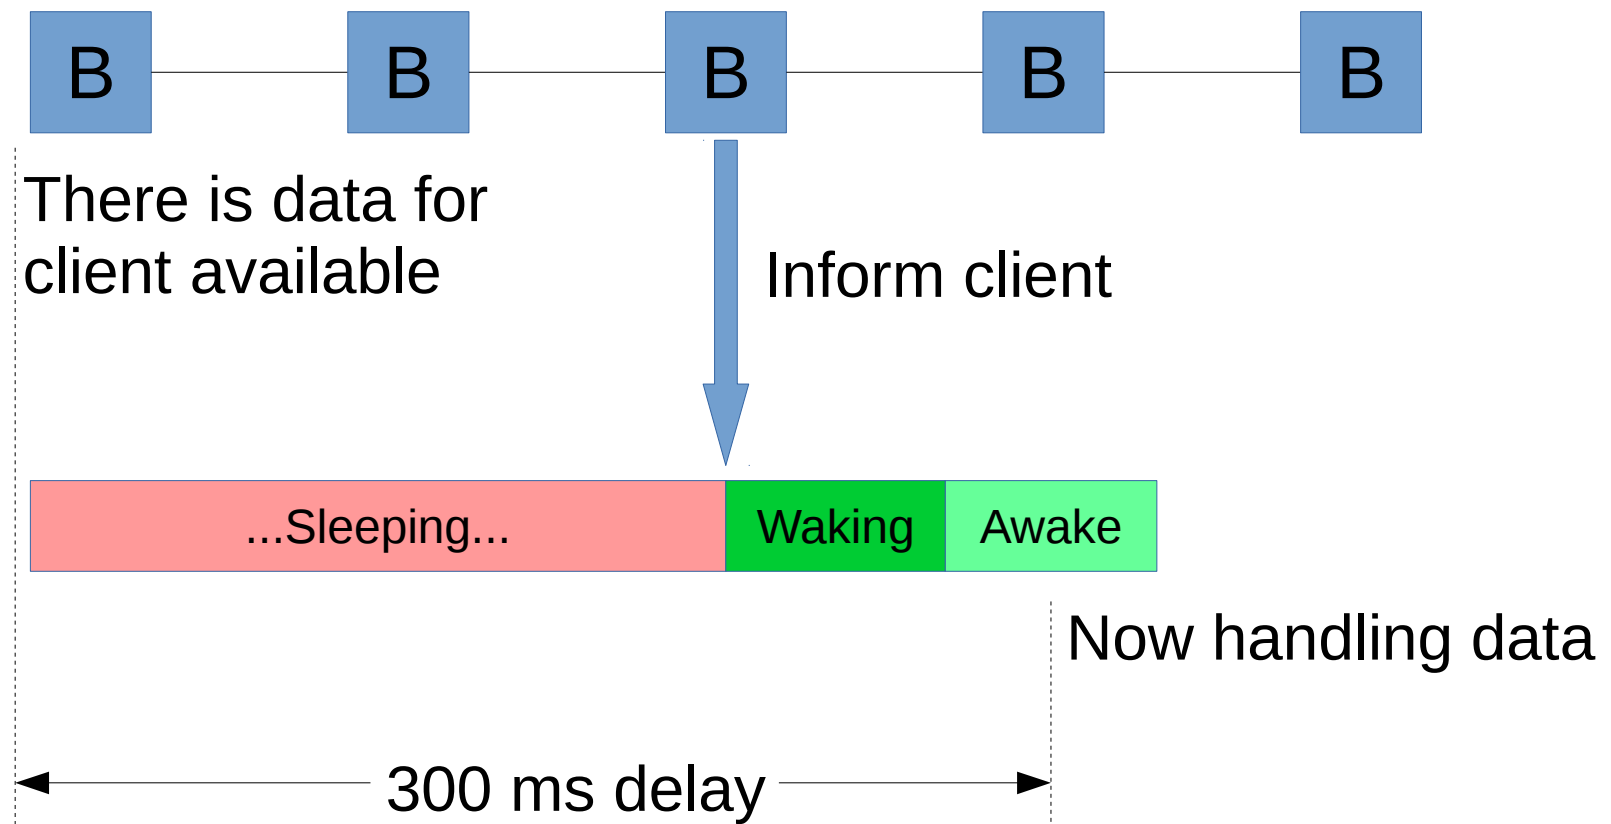 B B B B B
There is data for
client available
Inform client
...Sleeping... Waking Awake
Now handling data
300 ms delay